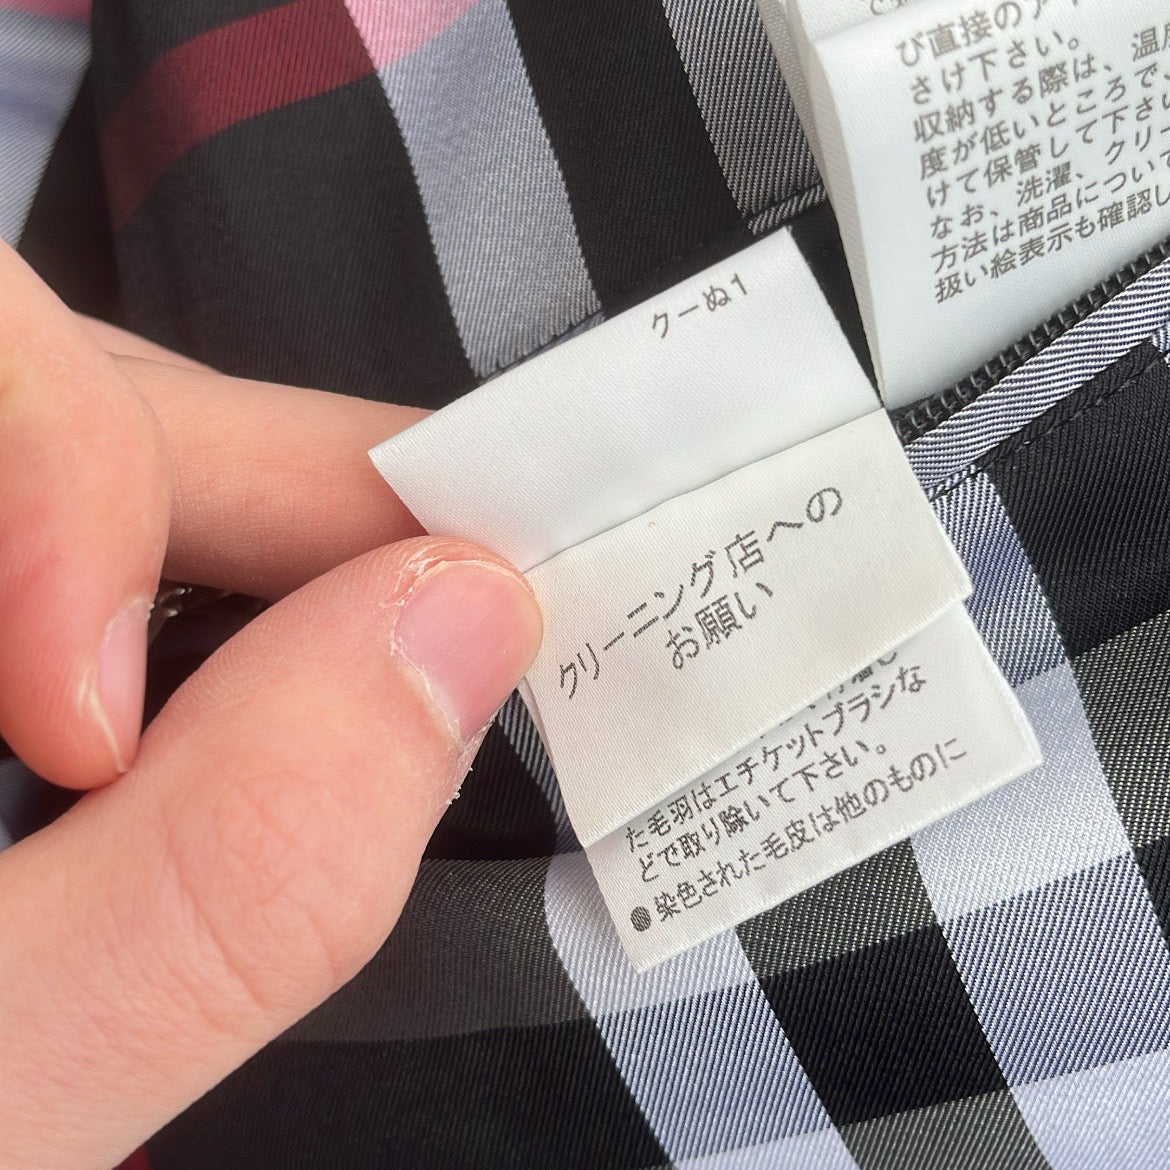 び直接のア
さけ下さい。
収納する際は、温
度が低いところで、
けて保管して下さ
なお、洗濯、クリ
方法は商品について
扱い絵表示も確認し
クーぬ1
クリーニング店への
お願い
た毛羽はエチケットブラシな
どで取り除いて下さい。
●染色された毛皮は他のものに